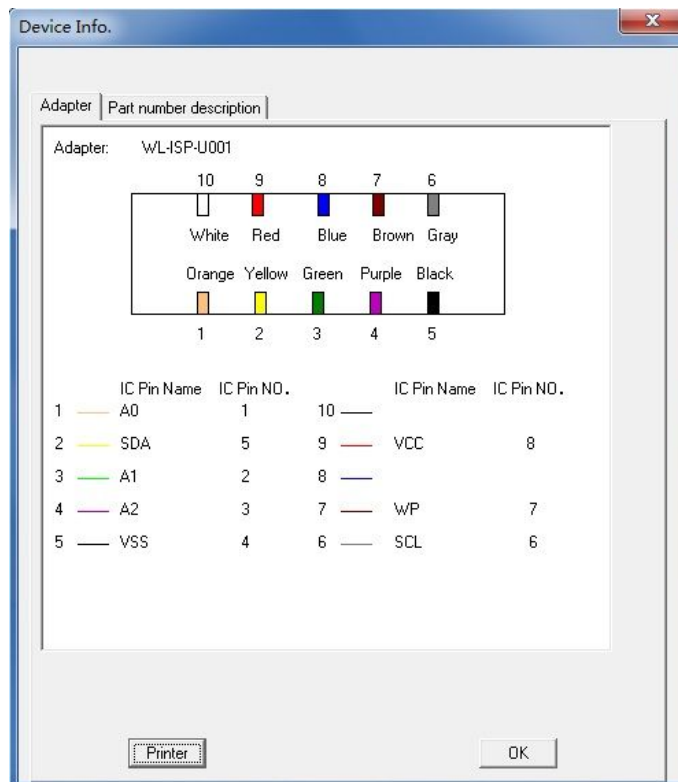 Device Info.
Adapter Part number description
Adapter: WL-ISP-U001
10 9 8 7 6
White Red Blue Brown Gray
Orange Yellow Green Purple Black
1 2 3 4 5
IC Pin Name IC Pin NO. IC Pin Name IC Pin NO.
1 A0 1 10
2 SDA 5 9 VCC 8
3 A1 2 8
4 A2 3 7 WP 7
5 VSS 4 6 SCL 6
Printer OK